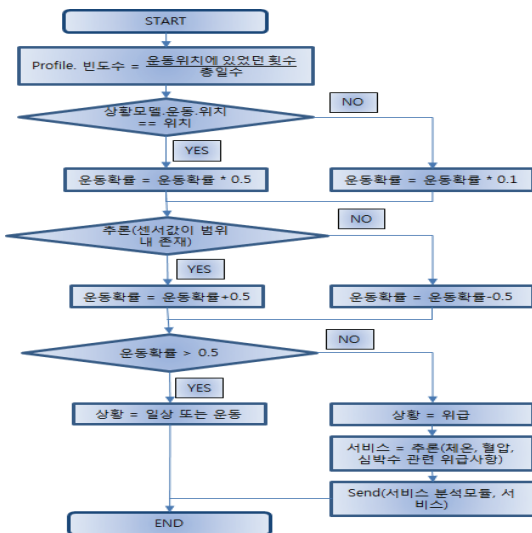 START
Profile. 빈도수 = 운동위치에 있었던 횟수
총일수
상황모델.운동.위치
== 위치
NO
YES
운동확률 = 운동확률 * 0.5
운동확률 = 운동확률 * 0.1
추론(센서값이 범위
내 존재)
NO
YES
운동확률 = 운동확률+0.5
운동확률 = 운동확률-0.5
운동확률 > 0.5
NO
YES
상황 = 일상 또는 운동
상황 = 위급
서비스 = 추론(제온, 혈압,
심박수 관련 위급사항)
Send(서비스 분석모듈, 서
비스)
END